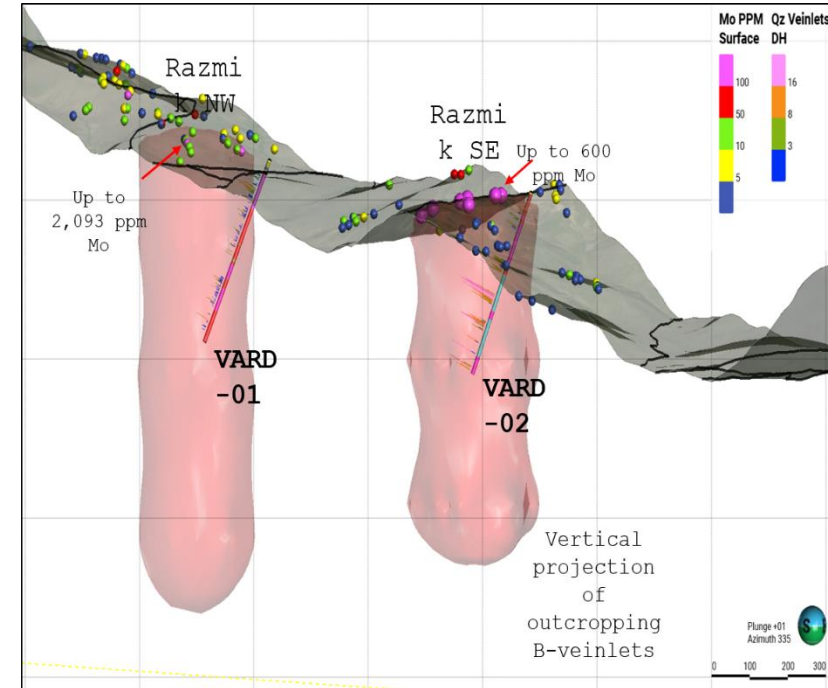 Mo PPM
Surface
Qz Veinlets
DH
100
50
10
5
16
8
3
Razmi
k NW
Razmi
k SE
Up to 600
ppm Mo
Up to
2,093 ppm
Mo
VARD
-01
VARD
-02
Vertical
projection
of
outcropping
B-veinlets
Plunge +01
Azimuth 335
S
0 100 200 300